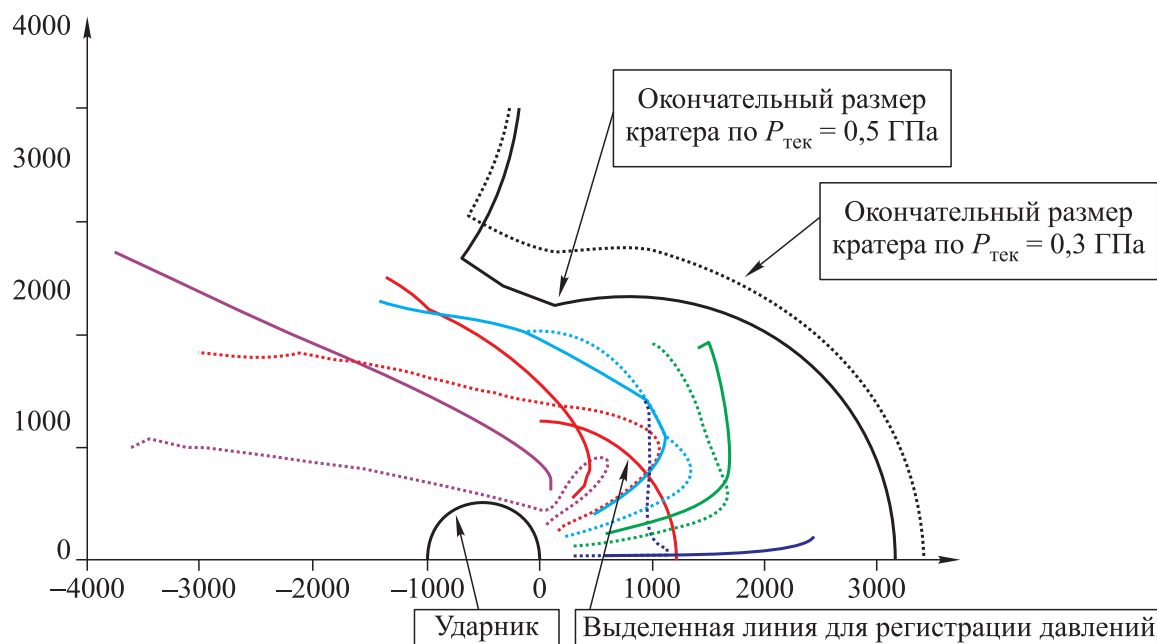 4000
Окончательный размер
кратера по Pтек = 0,5 ГПа
3000
Окончательный размер
кратера по Pтек = 0,3 ГПа
2000
1000
0
–4000 –3000 –2000 –1000 0 1000 2000 3000
Ударник
Выделенная линия для регистрации давлений